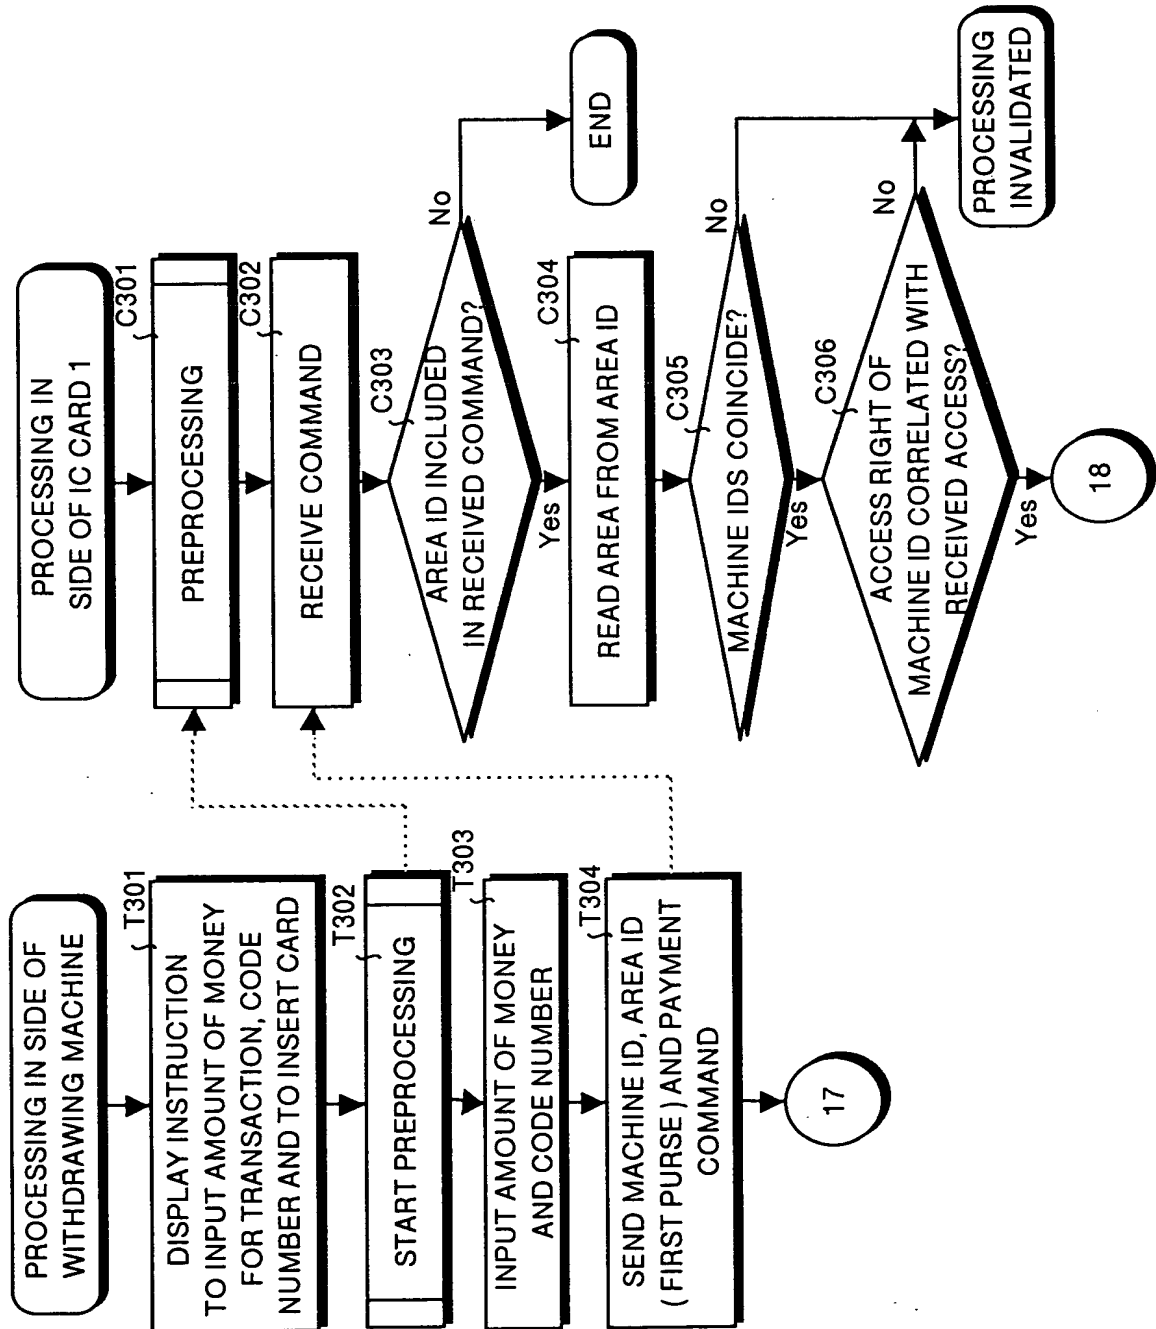 PROCESSING IN SIDE OF
WITHDRAWING MACHINE
T301
DISPLAY INSTRUCTION
TO INPUT AMOUNT OF MONEY
FOR TRANSACTION, CODE
NUMBER AND TO INSERT CARD
T302
START PREPROCESSING
T303
INPUT AMOUNT OF MONEY
AND CODE NUMBER
T304
SEND MACHINE ID, AREA ID
( FIRST PURSE ) AND PAYMENT
COMMAND
17
PROCESSING IN
SIDE OF IC CARD 1
C301
PREPROCESSING
C302
RECEIVE COMMAND
C303
AREA ID INCLUDED
IN RECEIVED COMMAND?
No
END
Yes
C304
READ AREA FROM AREA ID
C305
MACHINE IDS COINCIDE?
No
Yes
C306
ACCESS RIGHT OF
MACHINE ID CORRELATED WITH
RECEIVED ACCESS?
No
PROCESSING
INVALIDATED
Yes
18